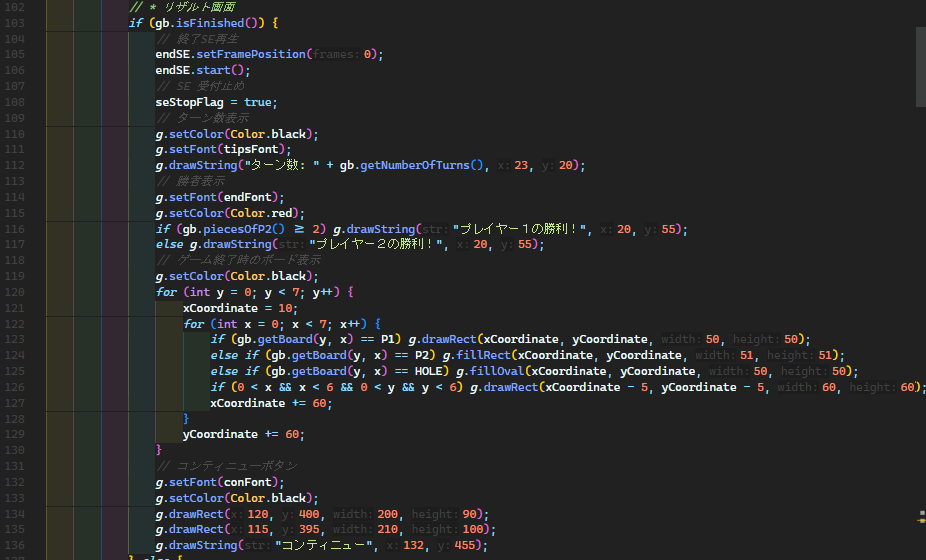 102 // * リザルト画面
103 if (gb.isFinished()) {
104 // 終了SE再生
105 endSE.setFramePosition(frames: 0);
106 endSE.start();
107 // SE 受付止め
108 seStopFlag = true;
109 // ターン数表示
110 g.setColor(Color.black);
111 g.setFont(tipsFont);
112 g.drawString("ターン数: " + gb.getNumberOfTurns(), x: 23, y: 20);
113 // 勝者表示
114 g.setFont(endFont);
115 g.setColor(Color.red);
116 if (gb.piecesOfP2() ≥ 2) g.drawString(str: "プレイヤー１の勝利！", x: 20, y: 55);
117 else g.drawString(str: "プレイヤー２の勝利！", x: 20, y: 55);
118 // ゲーム終了時のボード表示
119 g.setColor(Color.black);
120 for (int y = 0; y < 7; y++) {
121 xCoordinate = 10;
122 for (int x = 0; x < 7; x++) {
123 if (gb.getBoard(y, x) == P1) g.drawRect(xCoordinate, yCoordinate, width: 50, height: 50);
124 else if (gb.getBoard(y, x) == P2) g.fillRect(xCoordinate, yCoordinate, width: 51, height: 51);
125 else if (gb.getBoard(y, x) == HOLE) g.fillOval(xCoordinate, yCoordinate, width: 50, height: 50);
126 if (0 < x && x < 6 && 0 < y && y < 6) g.drawRect(xCoordinate - 5, yCoordinate - 5, width: 60, height: 60);
127 xCoordinate += 60;
128 }
129 yCoordinate += 60;
130 }
131 // コンティニューボタン
132 g.setFont(conFont);
133 g.setColor(Color.black);
134 g.drawRect(x: 120, y: 400, width: 200, height: 90);
135 g.drawRect(x: 115, y: 395, width: 210, height: 100);
136 g.drawString(str: "コンティニュー", x: 132, y: 455);
137 } else {